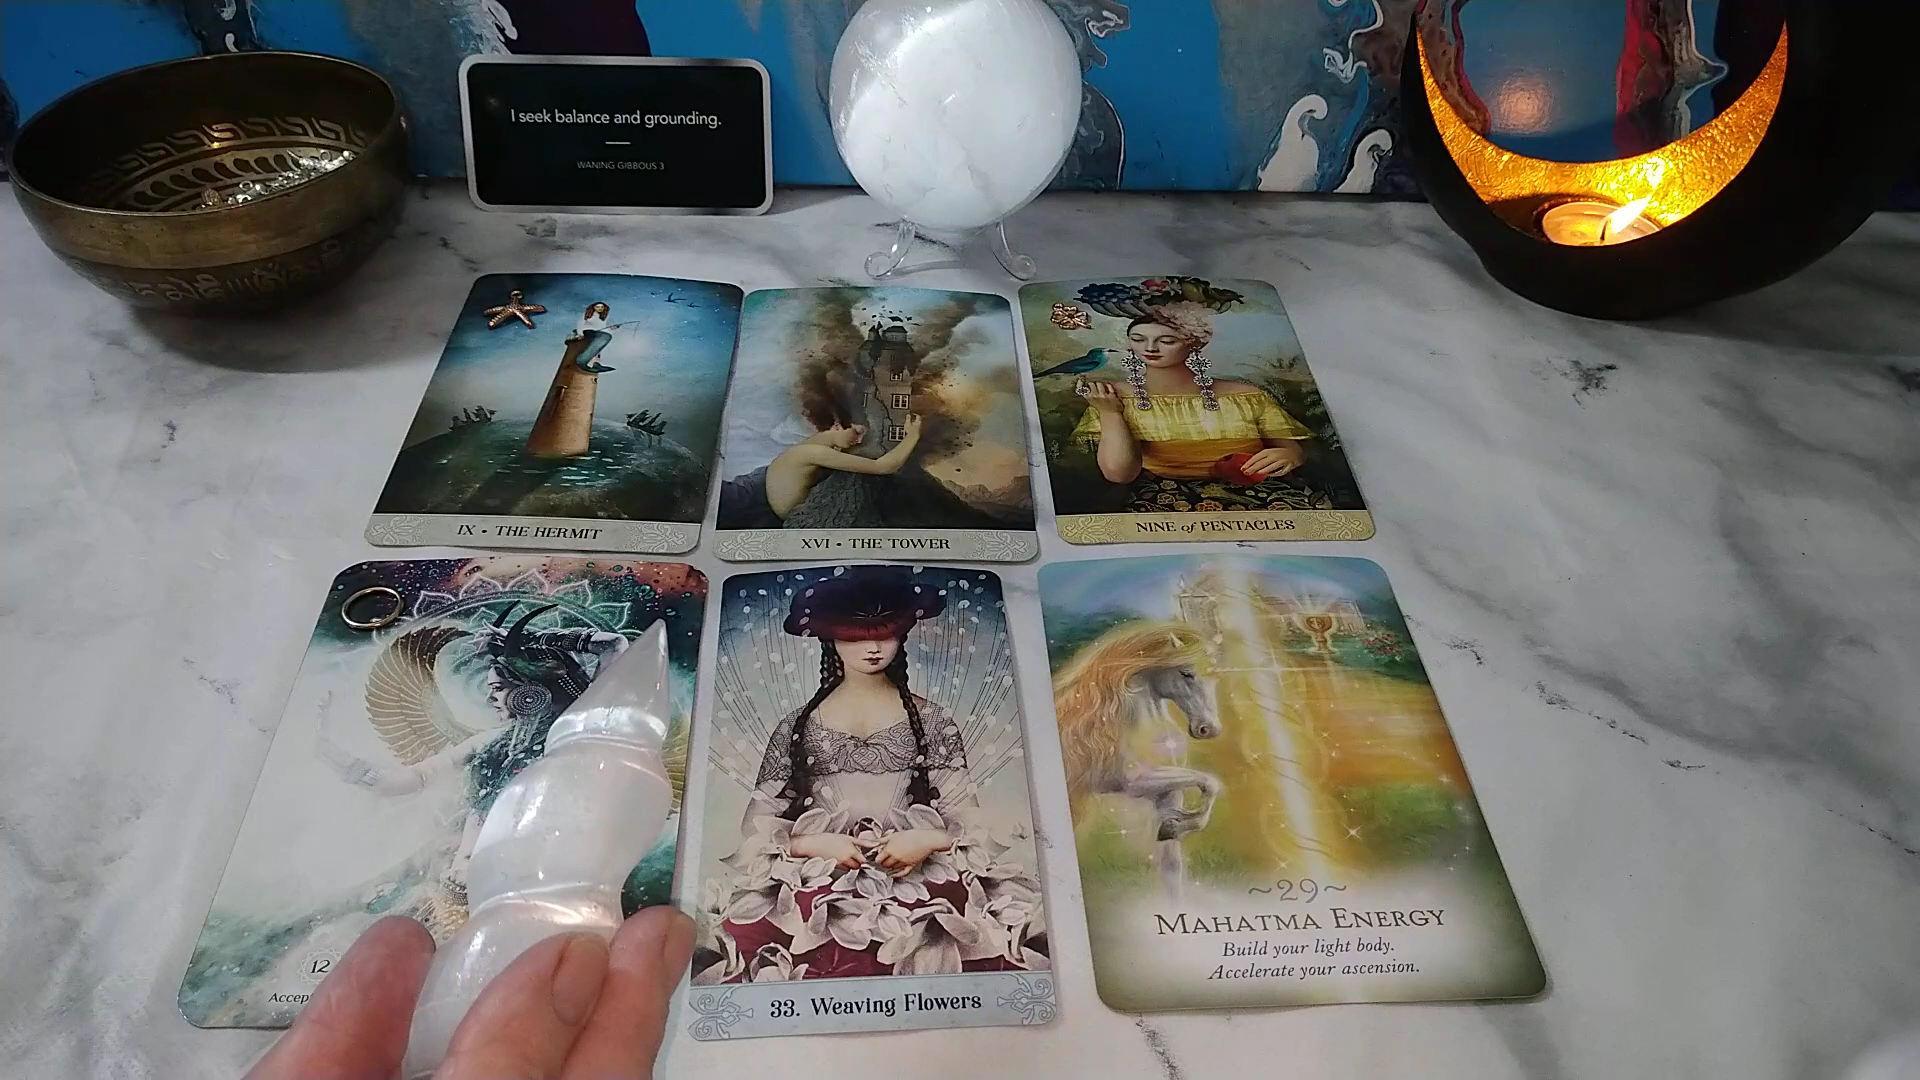 I seek balance and grounding.
WANING GIBBOUS 3
IX • THE HERMIT
XVI • THE TOWER
NINE of PENTACLES
12
33. Weaving Flowers
~29~
MAHATMA ENERGY
Build your light body.
Accelerate your ascension.